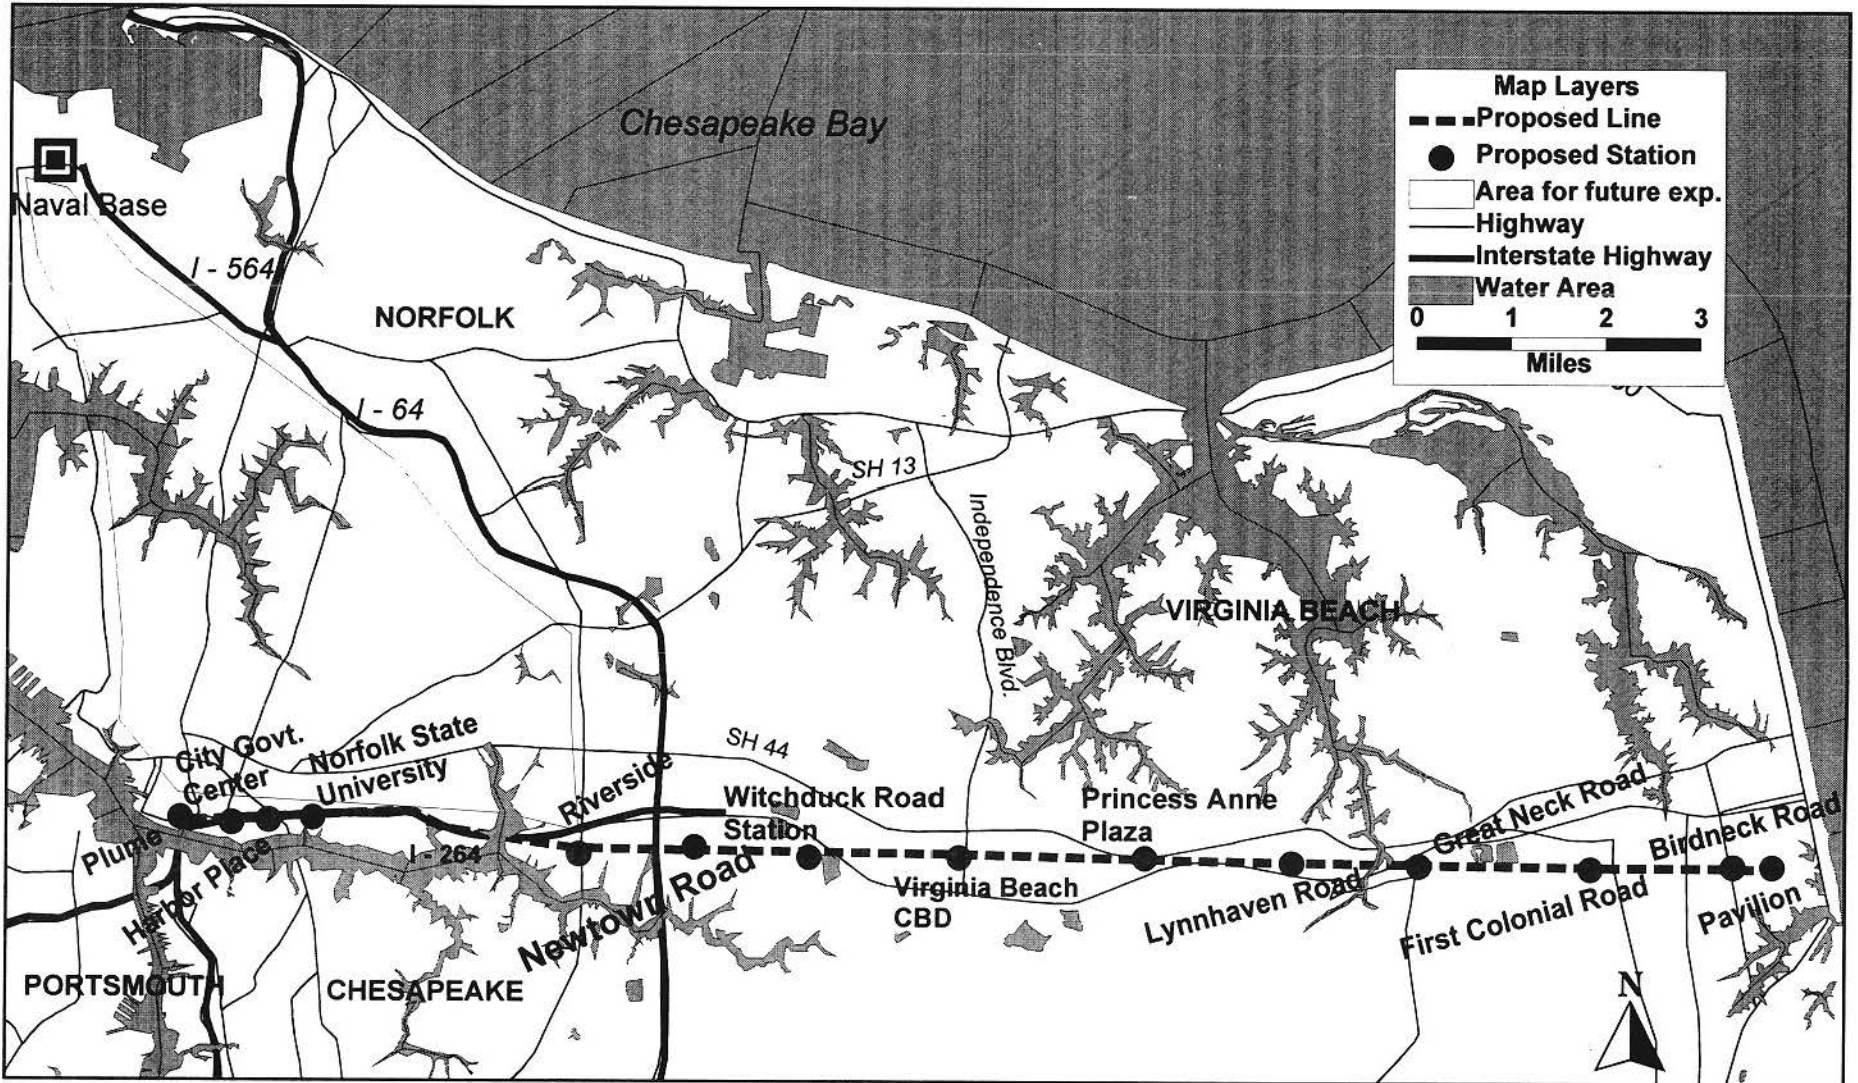 Map Layers
Proposed Line
Proposed Station
Area for future exp.
Highway
Interstate Highway
Water Area
0 1 2 3
Miles
Chesapeake Bay
Naval Base
I - 564
NORFOLK
I - 64
SH 13
Independence Blvd.
VIRGINIA BEACH
SH 44
City Govt.
Center
Norfolk State
University
Riverside
Witchduck Road
Station
Princess Anne
Plaza
Great Neck Road
Birdneck Road
Plume
Harbor Place
I - 264
Newtown Road
Virginia Beach
CBD
Lynnhaven Road
First Colonial Road
Pavilion
PORTSMOUTH
CHESAPEAKE
N